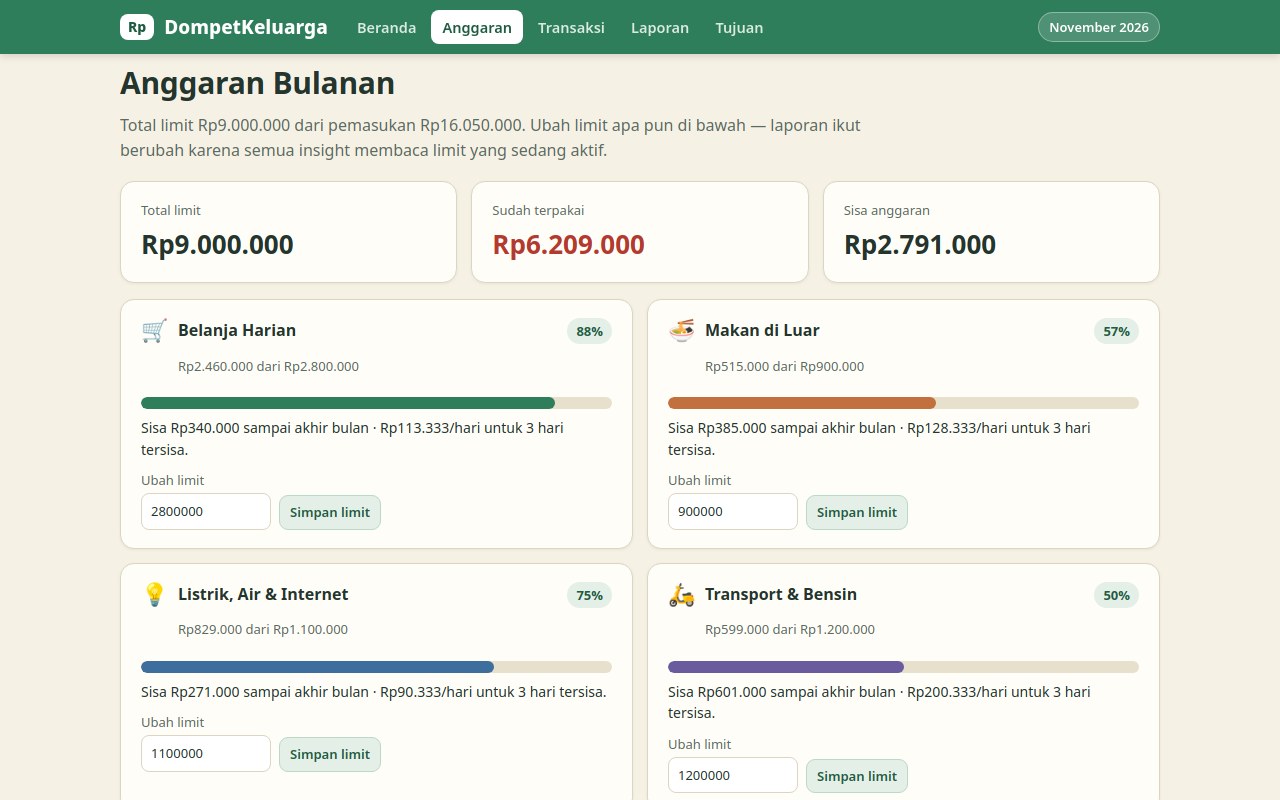 Rp DompetKeluarga Beranda Anggaran Transaksi Laporan Tujuan November 2026
Anggaran Bulanan
Total limit Rp9.000.000 dari pemasukan Rp16.050.000. Ubah limit apa pun di bawah — laporan ikut
berubah karena semua insight membaca limit yang sedang aktif.
Total limit
Rp9.000.000
Sudah terpakai
Rp6.209.000
Sisa anggaran
Rp2.791.000
Belanja Harian 88%
Rp2.460.000 dari Rp2.800.000
Sisa Rp340.000 sampai akhir bulan · Rp113.333/hari untuk 3 hari
tersisa.
Ubah limit
2800000 Simpan limit
Makan di Luar 57%
Rp515.000 dari Rp900.000
Sisa Rp385.000 sampai akhir bulan · Rp128.333/hari untuk 3 hari
tersisa.
Ubah limit
900000 Simpan limit
Listrik, Air & Internet 75%
Rp829.000 dari Rp1.100.000
Sisa Rp271.000 sampai akhir bulan · Rp90.333/hari untuk 3 hari tersisa.
Ubah limit
1100000 Simpan limit
Transport & Bensin 50%
Rp599.000 dari Rp1.200.000
Sisa Rp601.000 sampai akhir bulan · Rp200.333/hari untuk 3 hari
tersisa.
Ubah limit
1200000 Simpan limit